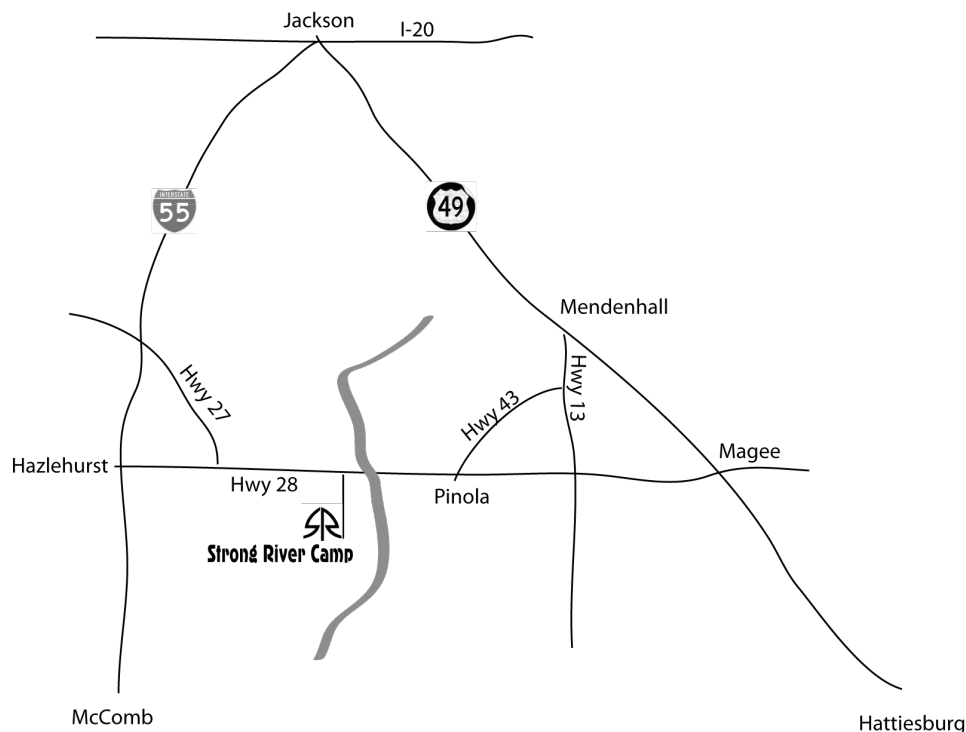 Jackson
I-20
INTERSTATE
55
49
Mendenhall
Hwy 27
Hwy 43
Hwy 13
Hazlehurst
Magee
Hwy 28
Pinola
SR
Strong River Camp
McComb
Hattiesburg